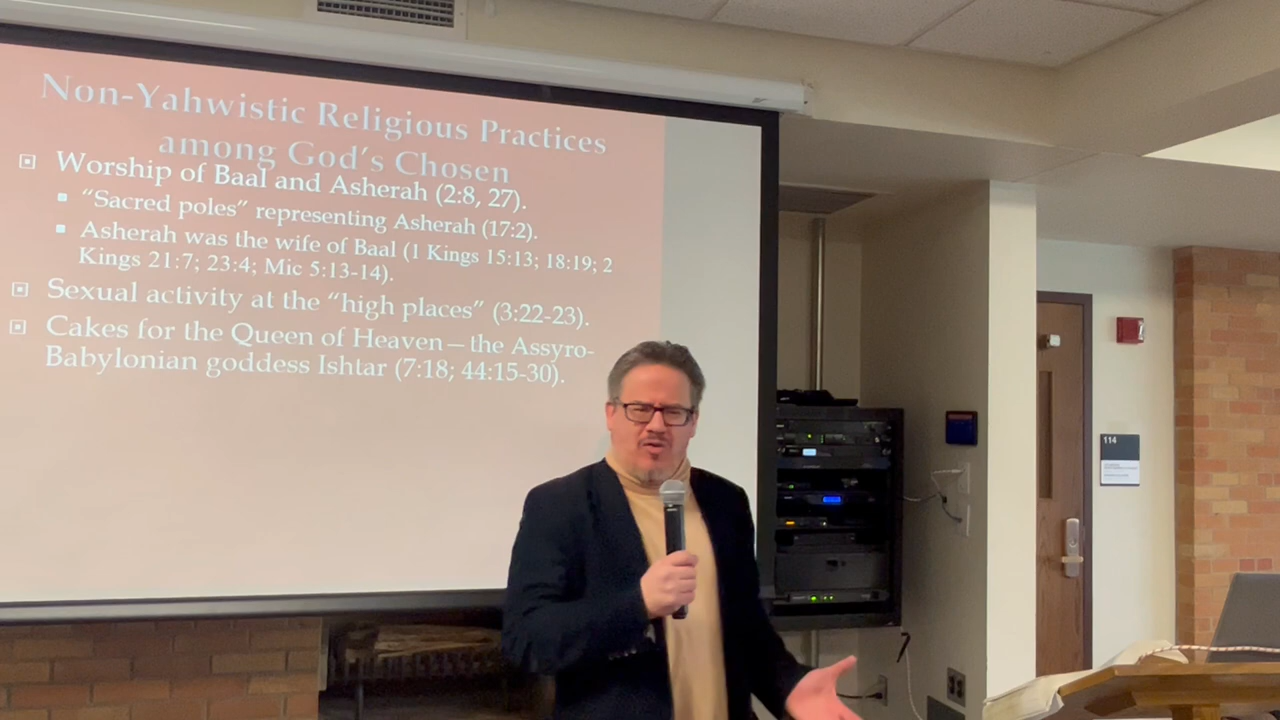 Non-Yahwistic Religious Practices
among God's Chosen
Worship of Baal and Asherah (2:8, 27).
"Sacred poles" representing Asherah (17:2).
Asherah was the wife of Baal (1 Kings 15:13; 18:19; 2
Kings 21:7; 23:4; Mic 5:13-14).
Sexual activity at the "high places" (3:22-23).
Cakes for the Queen of Heaven—the Assyro-
Babylonian goddess Ishtar (7:18; 44:15-30).
114